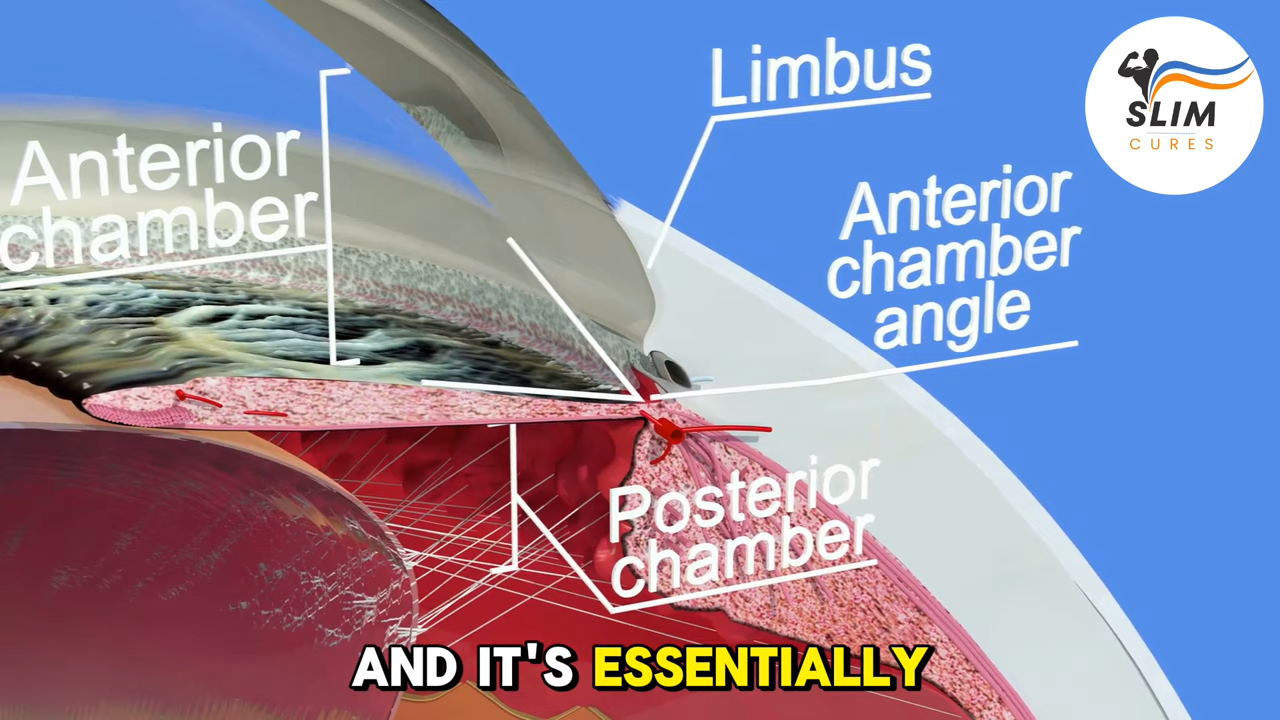 Limbus
SLIM
CURES
Anterior
chamber
Anterior
chamber
angle
Posterior
chamber
AND IT'S ESSENTIALLY